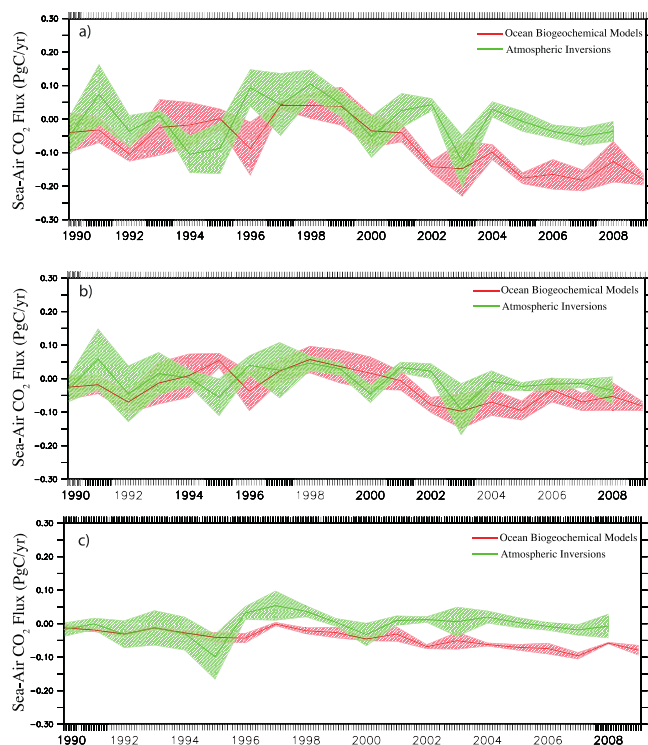 a)
Ocean Biogeochemical Models
Atmospheric Inversions
Sea-Air CO2 Flux (PgC/yr)
0.30
0.20
0.10
0.00
−0.10
−0.20
−0.30
1990 1992 1994 1996 1998 2000 2002 2004 2006 2008
b)
Ocean Biogeochemical Models
Atmospheric Inversions
Sea-Air CO2 Flux (PgC/yr)
0.30
0.20
0.10
0.00
−0.10
−0.20
−0.30
1990 1992 1994 1996 1998 2000 2002 2004 2006 2008
c)
Ocean Biogeochemical Models
Atmospheric Inversions
Sea-Air CO2 Flux (PgC/yr)
0.30
0.20
0.10
0.00
−0.10
−0.20
−0.30
1990 1992 1994 1996 1998 2000 2002 2004 2006 2008